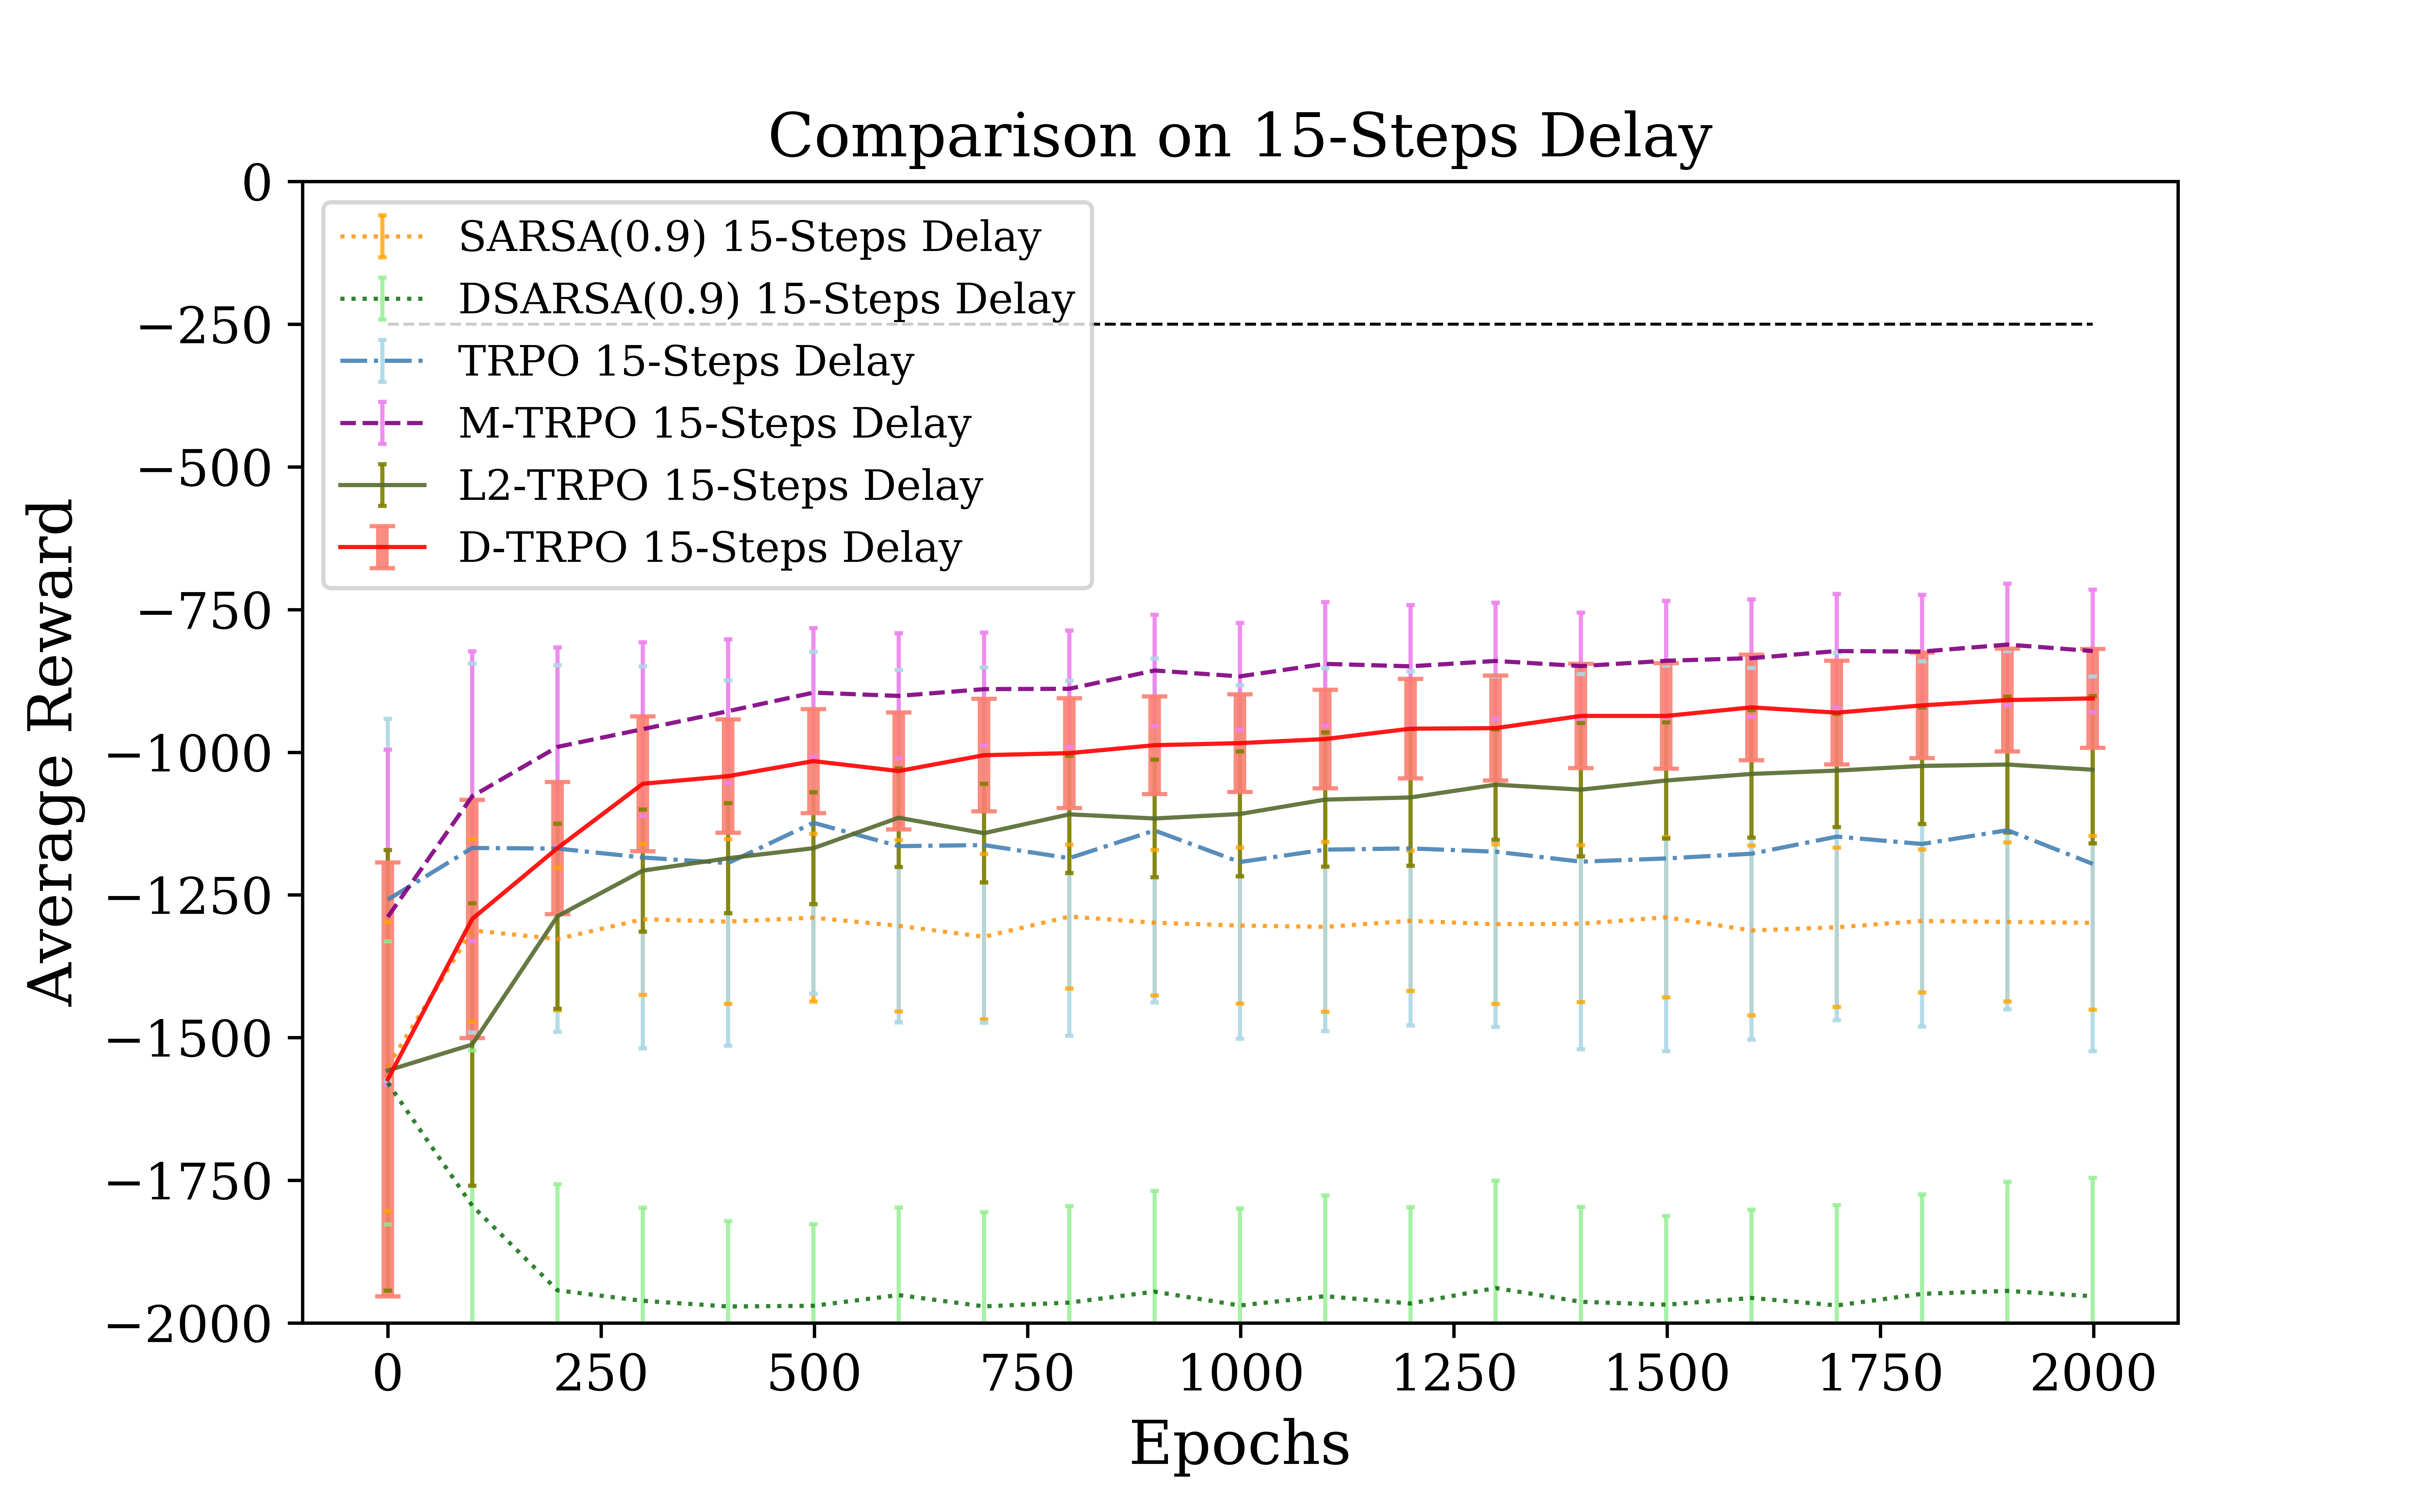 Comparison on 15-Steps Delay
0
−250
−500
−750
−1000
−1250
−1500
−1750
−2000
Average Reward
SARSA(0.9) 15-Steps Delay
DSARSA(0.9) 15-Steps Delay
TRPO 15-Steps Delay
M-TRPO 15-Steps Delay
L2-TRPO 15-Steps Delay
D-TRPO 15-Steps Delay
0 250 500 750 1000 1250 1500 1750 2000
Epochs